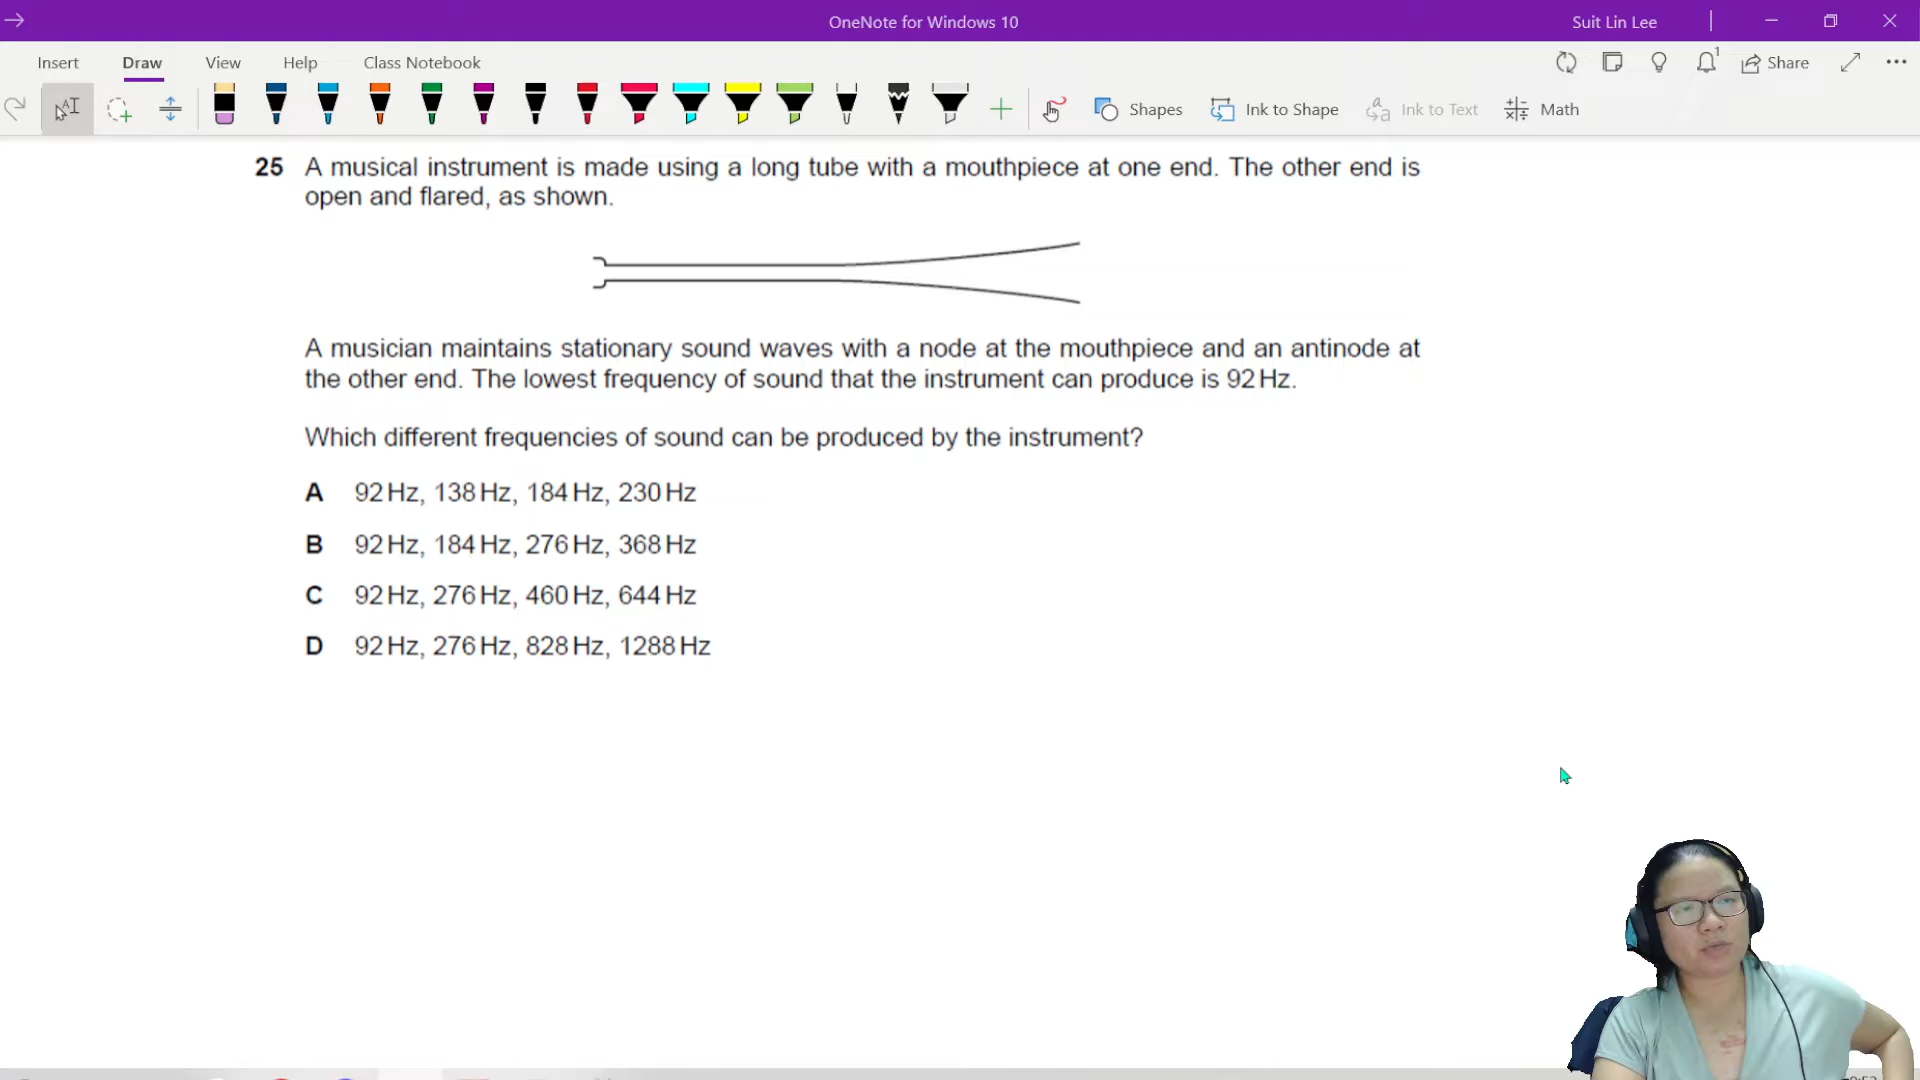 OneNote for Windows 10
Suit Lin Lee
Insert
Draw
View
Help
Class Notebook
1
Share
Shapes
Ink to Shape
Ink to Text
Math
25 A musical instrument is made using a long tube with a mouthpiece at one end. The other end is
open and flared, as shown.
A musician maintains stationary sound waves with a node at the mouthpiece and an antinode at
the other end. The lowest frequency of sound that the instrument can produce is 92 Hz.
Which different frequencies of sound can be produced by the instrument?
A 92 Hz, 138 Hz, 184 Hz, 230 Hz
B 92 Hz, 184 Hz, 276 Hz, 368 Hz
C 92 Hz, 276 Hz, 460 Hz, 644 Hz
D 92 Hz, 276 Hz, 828 Hz, 1288 Hz